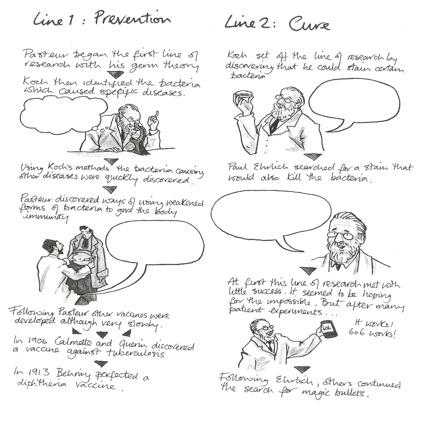 Line 1: Prevention
Pasteur began the first line of
research with his germ theory
Koch then identified the bacteria
which caused specific diseases.
Using Koch's methods the bacteria causing
other diseases were quickly discovered.
Pasteur discovered ways of using weakened
forms of bacteria to give the body
immunity
Following Pasteur other vaccines were
developed although very slowly.
In 1906 Calmette and Guerin discovered
a vaccine against tuberculosis
In 1913 Behring perfected a
diphtheria vaccine.
Line 2: Cure
Koch set off the line of research by
discovering that he could stain certain
bacteria
Paul Ehrlich searched for a stain that
would also kill the bacteria.
At first this line of research met with
little success. It seemed to be hoping
for the impossible. But after many
patient experiments...
It works!
606 works!
Following Ehrlich, others continued
the search for magic bullets.